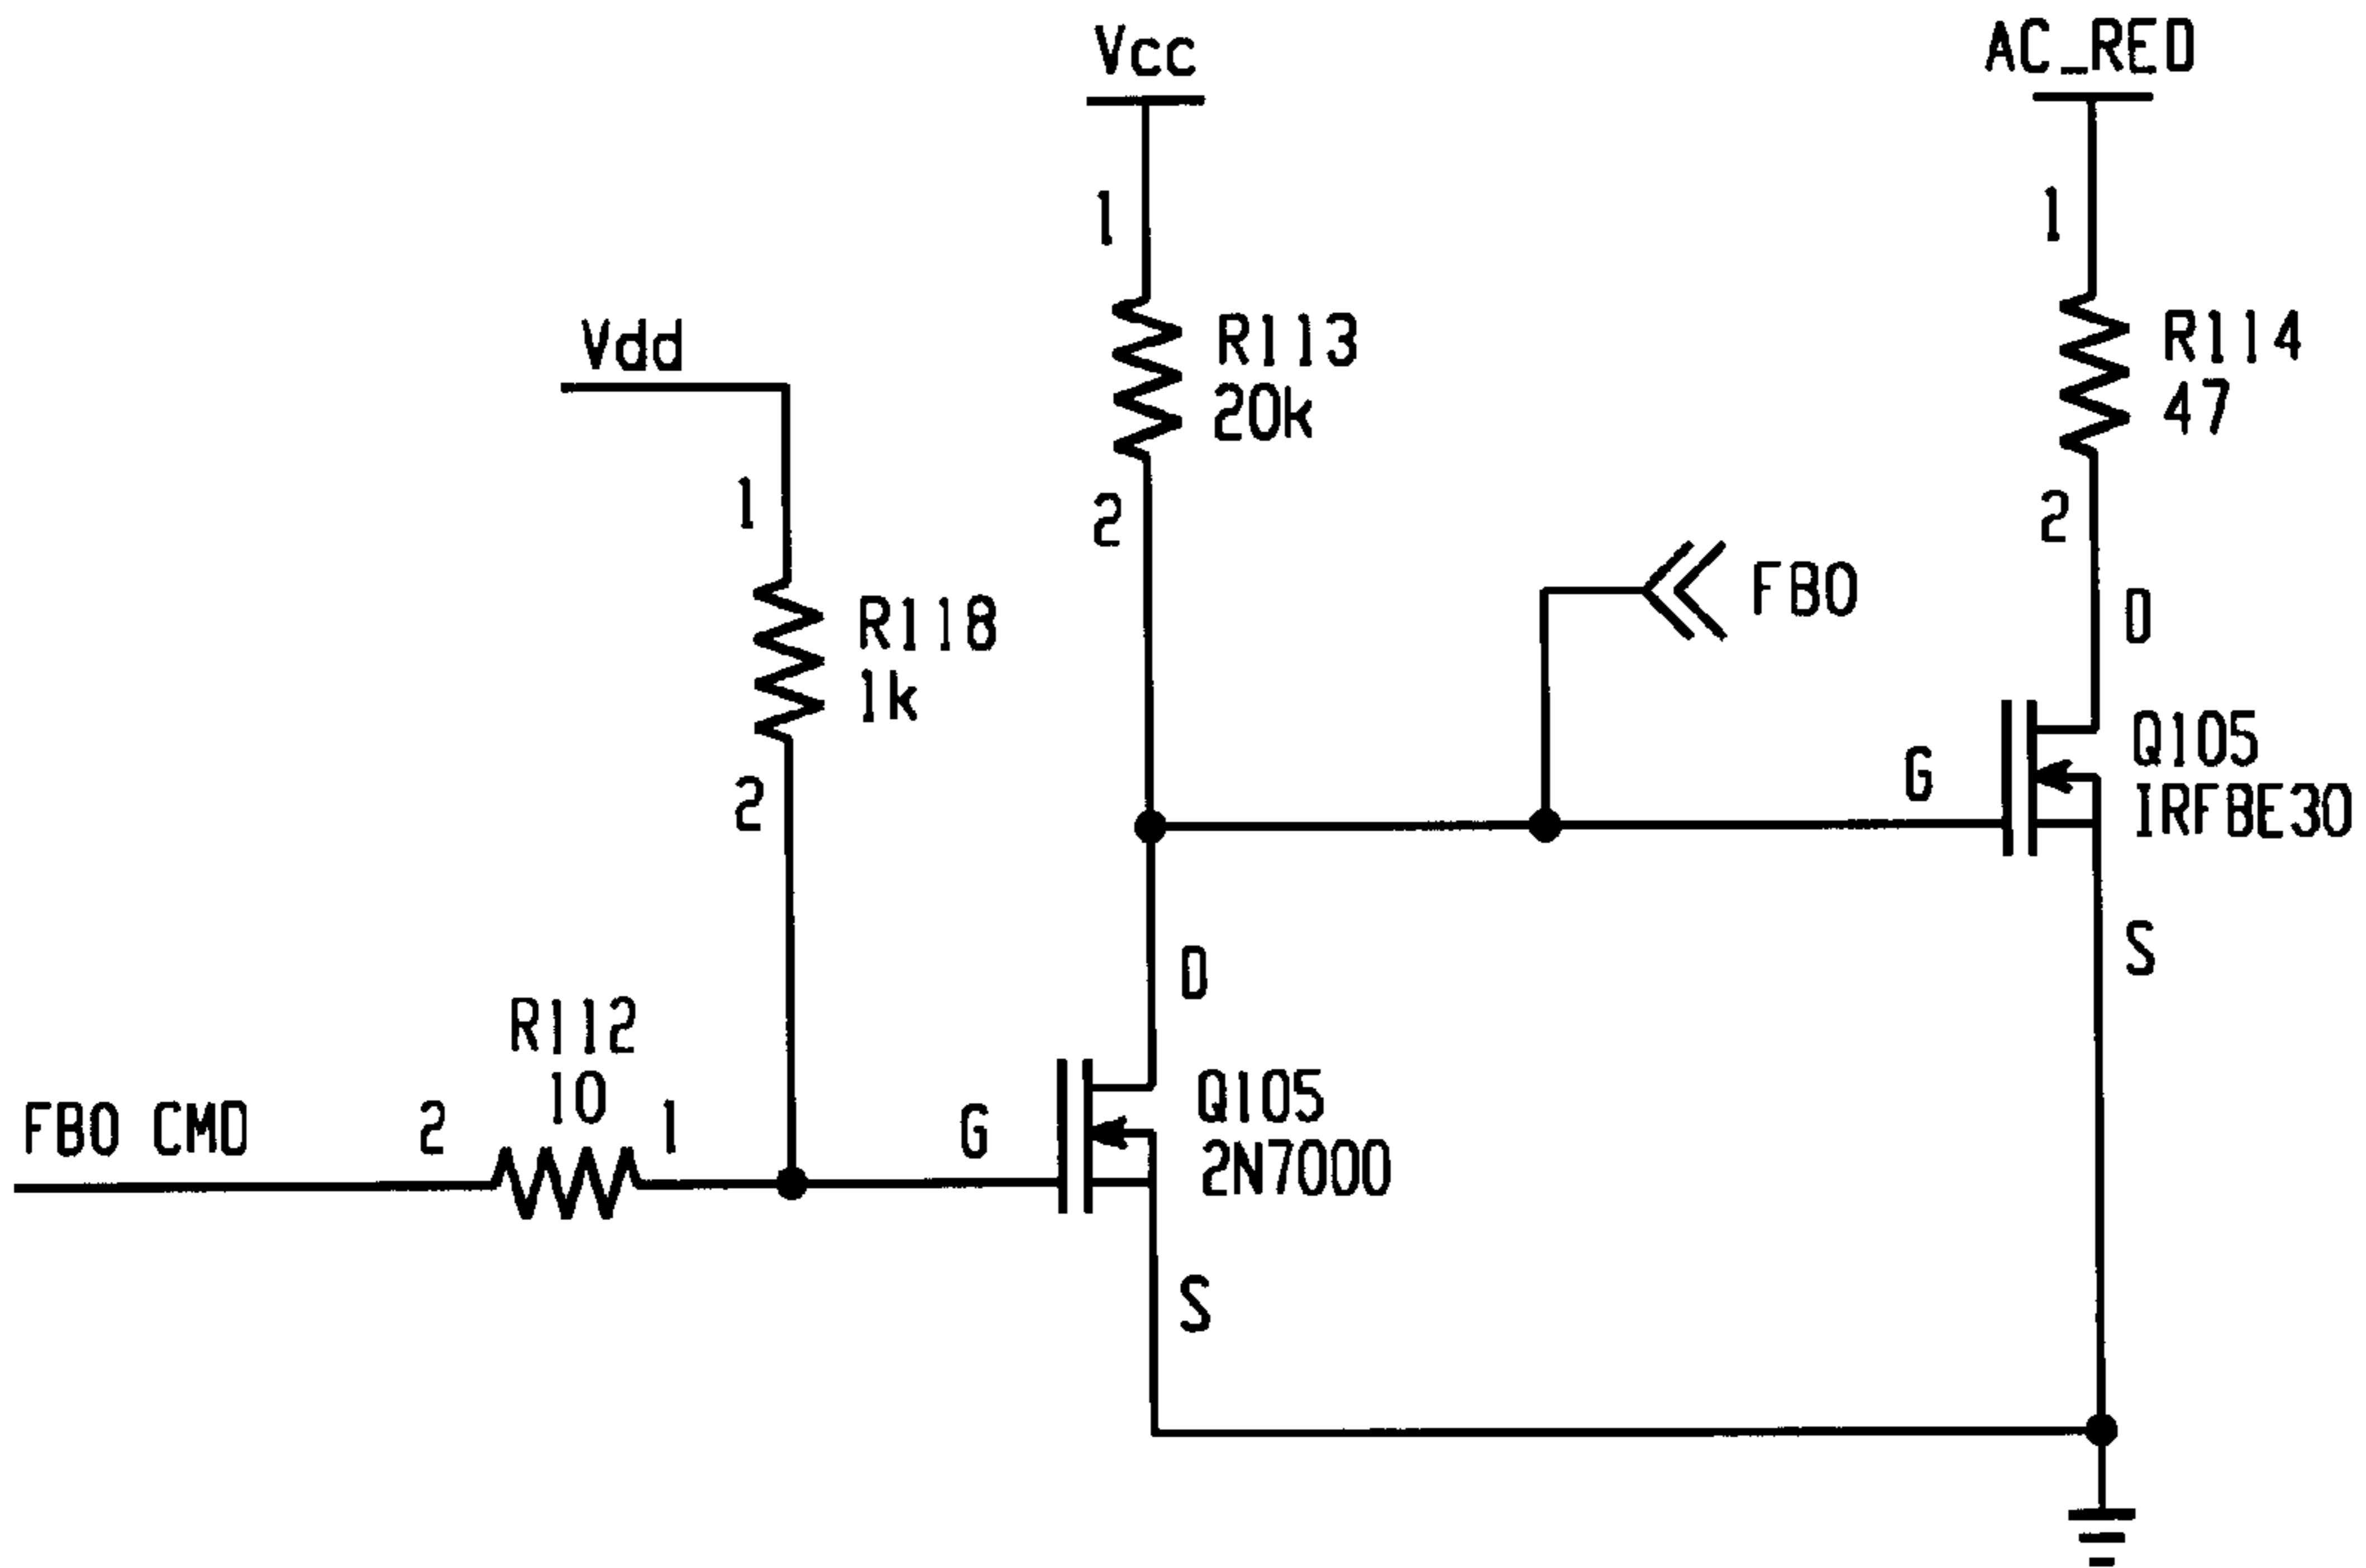 Vcc
AC_RED
1
1
Vdd
R113
20k
R114
47
1
2
2
FBO
D
R118
1k
2
G
Q105
IRFBE30
D
S
R112
10
FBO CMD
2
1
G
Q105
2N7000
S